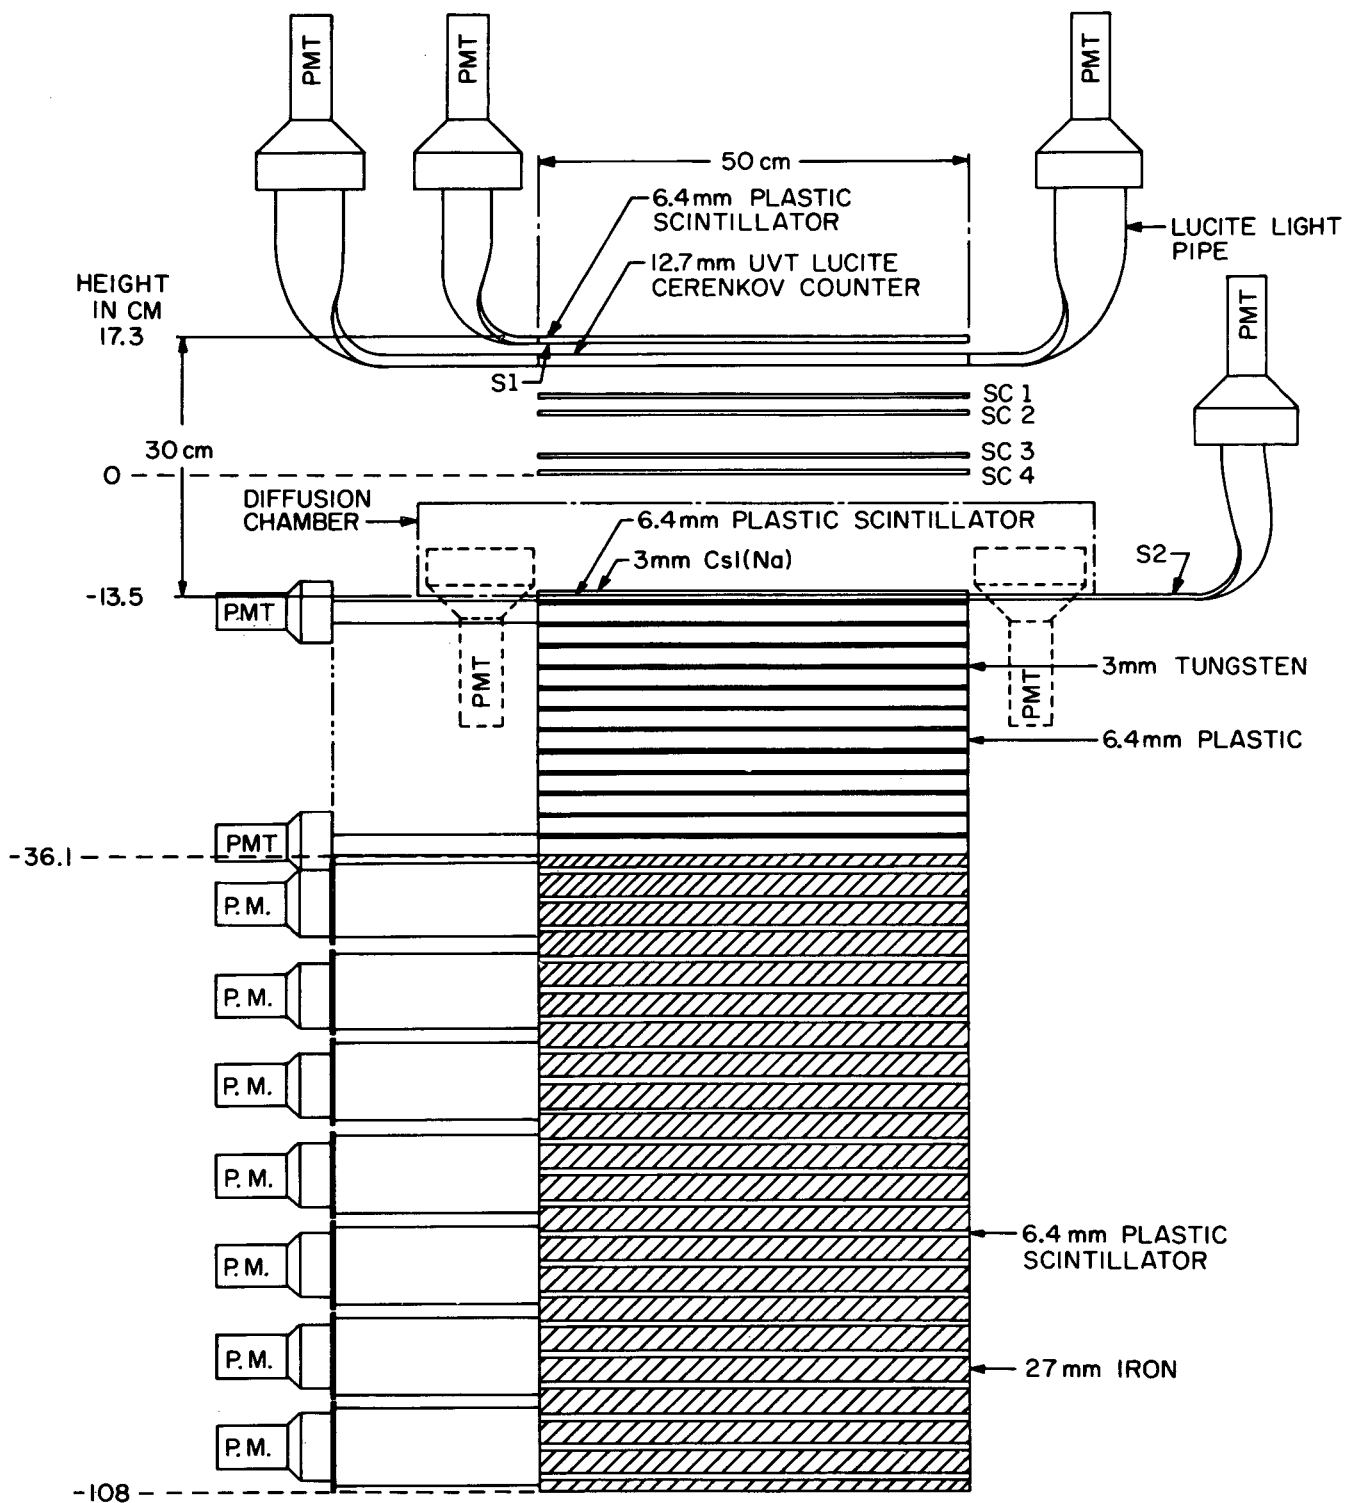 PMT
PMT
PMT
50 cm
6.4mm PLASTIC
SCINTILLATOR
LUCITE LIGHT
PIPE
12.7mm UVT LUCITE
CERENKOV COUNTER
HEIGHT
IN CM
17.3
PMT
S1
SC 1
SC 2
30 cm
SC 3
0
SC 4
DIFFUSION
CHAMBER
6.4mm PLASTIC SCINTILLATOR
3mm CsI(Na)
S2
-13.5
PMT
PMT
PMT
3mm TUNGSTEN
6.4mm PLASTIC
PMT
-36.1
P.M.
P.M.
P.M.
P.M.
6.4mm PLASTIC
SCINTILLATOR
P.M.
P.M.
27mm IRON
P.M.
-108